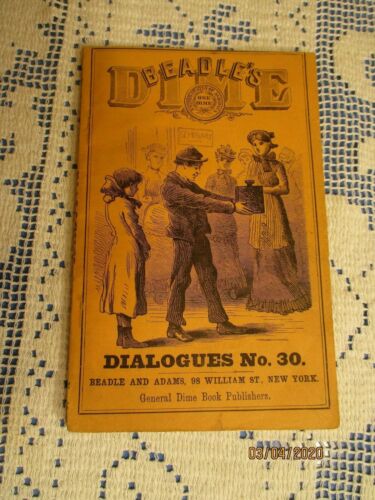 BEADLE'S
DIME
ONE
DIME
DIALOGUES No. 30.
BEADLE AND ADAMS, 98 WILLIAM ST., NEW YORK.
General Dime Book Publishers.
03/04/2020